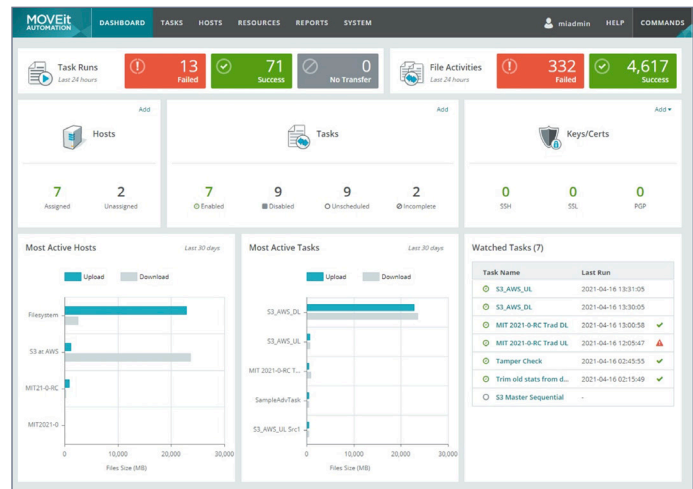 MOVEit
AUTOMATION
DASHBOARD TASKS HOSTS RESOURCES REPORTS SYSTEM miadmin HELP COMMANDS
Task Runs
Last 24 hours
13
Failed
71
Success
0
No Transfer
File Activities
Last 24 hours
332
Failed
4,617
Success
Add
Hosts
7
Assigned
2
Unassigned
Add
Tasks
7
Enabled
9
Disabled
9
Unscheduled
2
Incomplete
Add
Keys/Certs
0
SSH
0
SSL
0
PGP
Most Active Hosts Last 30 days
Upload Download
Filesystem
S3 at AWS
MIT21-0-RC
MIT2021-0
0 10,000 20,000 30,000
Files Size (MB)
Most Active Tasks Last 30 days
Upload Download
S3_AWS_DL
S3_AWS_UL
MIT 2021-0-RC T...
SampleAdvTask
S3_AWS_UL Src1
0 10,000 20,000 30,000
Files Size (MB)
Watched Tasks (7)
Task Name Last Run
S3_AWS_UL 2021-04-16 13:31:05
S3_AWS_DL 2021-04-16 13:30:05
MIT 2021-0-RC Trad DL 2021-04-16 13:00:58
MIT 2021-0-RC Trad UL 2021-04-16 12:05:47
Tamper Check 2021-04-16 02:45:55
Trim old stats from d... 2021-04-16 02:15:49
S3 Master Sequential -